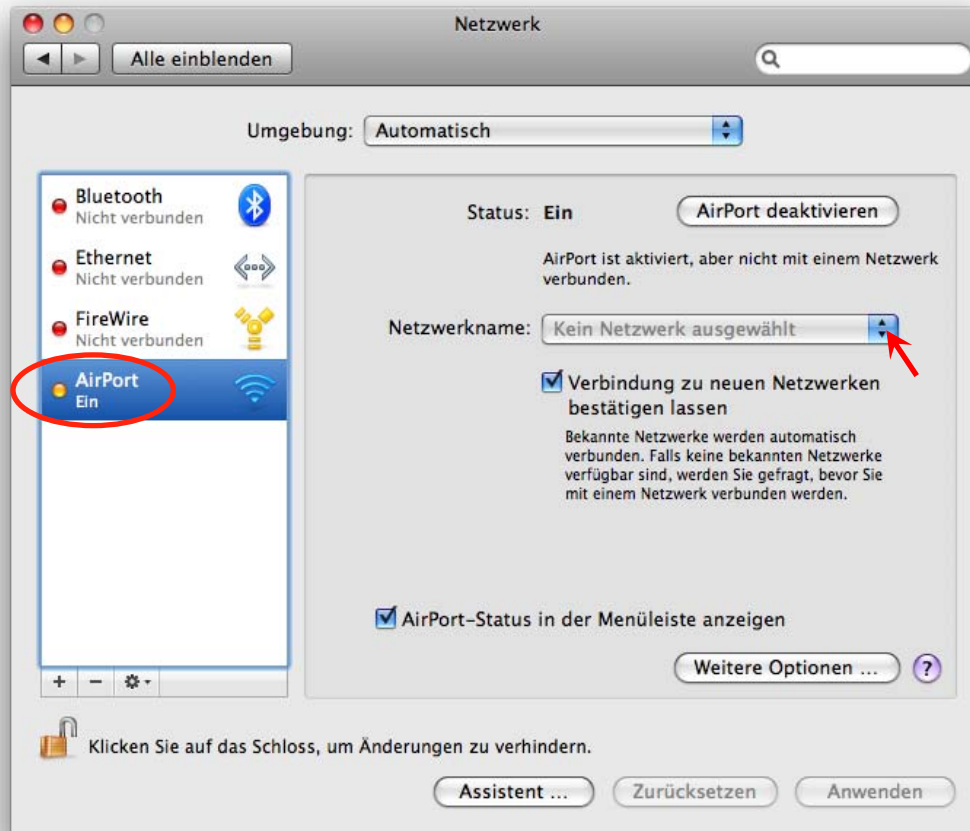 Netzwerk
Alle einblenden
Umgebung: Automatisch
Bluetooth
Nicht verbunden
Ethernet
Nicht verbunden
FireWire
Nicht verbunden
AirPort
Ein
Status: Ein
AirPort deaktivieren
AirPort ist aktiviert, aber nicht mit einem Netzwerk
verbunden.
Netzwerkname: Kein Netzwerk ausgewählt
Verbindung zu neuen Netzwerken
bestätigen lassen
Bekannte Netzwerke werden automatisch
verbunden. Falls keine bekannten Netzwerke
verfügbar sind, werden Sie gefragt, bevor Sie
mit einem Netzwerk verbunden werden.
AirPort-Status in der Menüleiste anzeigen
Weitere Optionen ... ?
Klicken Sie auf das Schloss, um Änderungen zu verhindern.
Assistent ... Zurücksetzen Anwenden